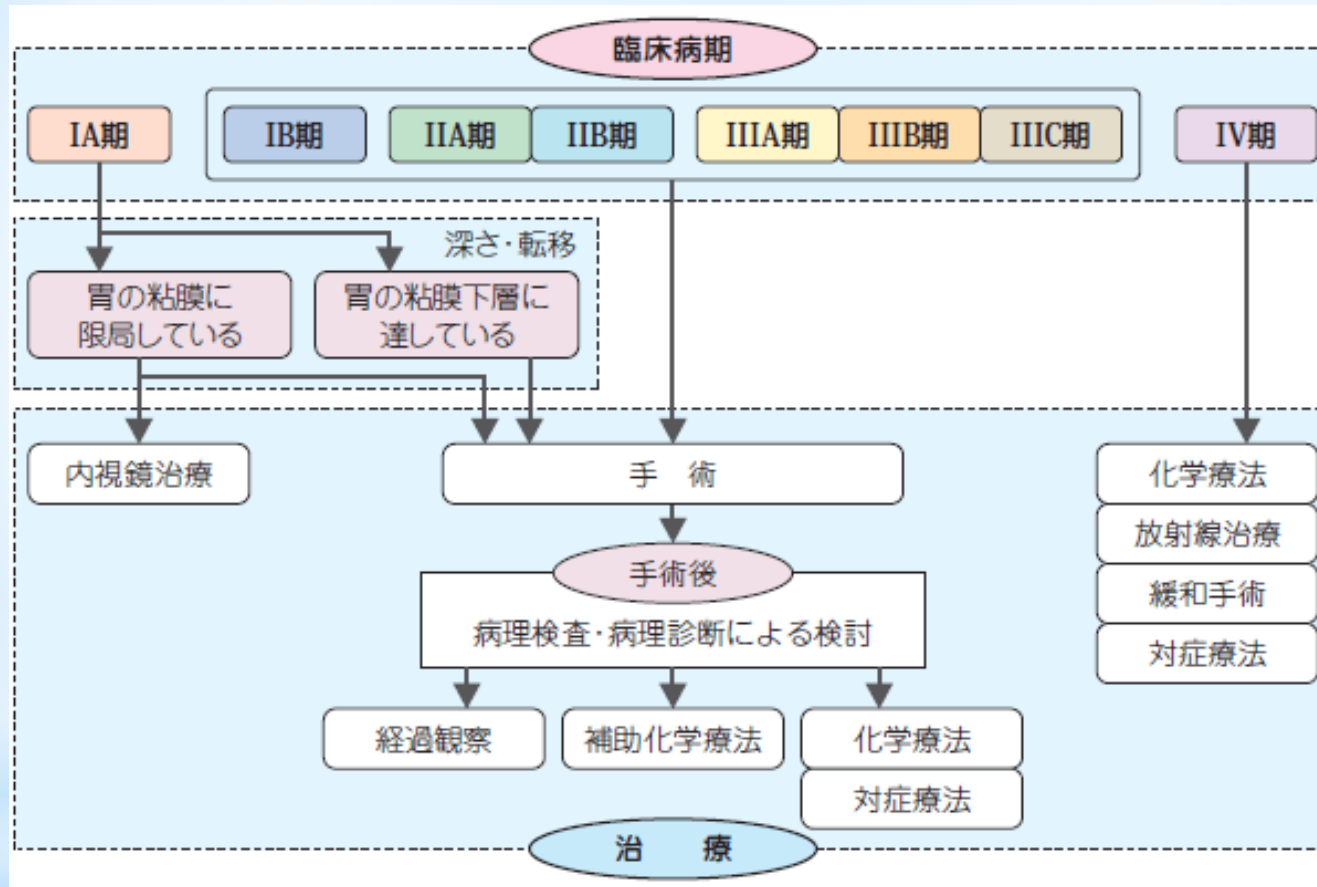 臨床病期
IA期
IB期
IIA期
IIB期
IIIA期
IIIB期
IIIC期
IV期
深さ・転移
胃の粘膜に
限局している
胃の粘膜下層に
達している
内視鏡治療
手　術
化学療法
放射線治療
緩和手術
対症療法
手術後
病理検査・病理診断による検討
経過観察
補助化学療法
化学療法
対症療法
治　療